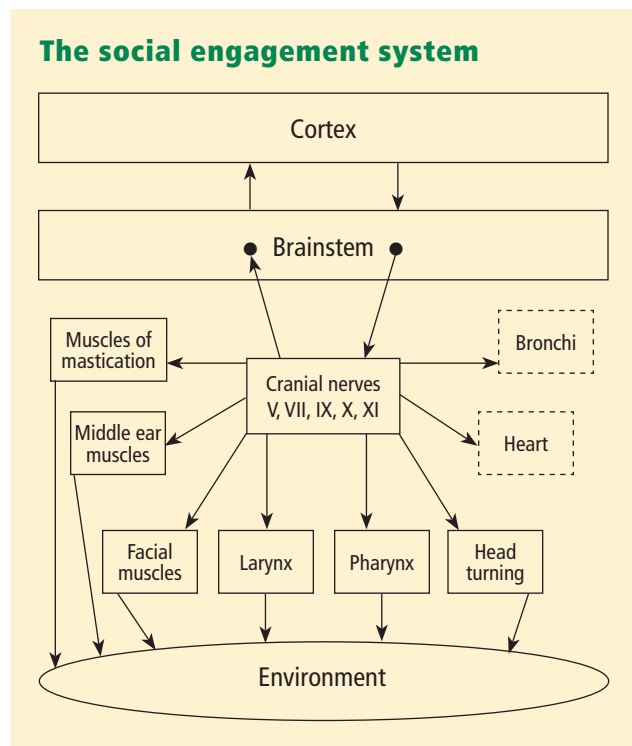 The social engagement system
Cortex
Brainstem
Muscles of
mastication
Bronchi
Cranial nerves
V, VII, IX, X, XI
Middle ear
muscles
Heart
Facial
muscles
Larynx
Pharynx
Head
turning
Environment